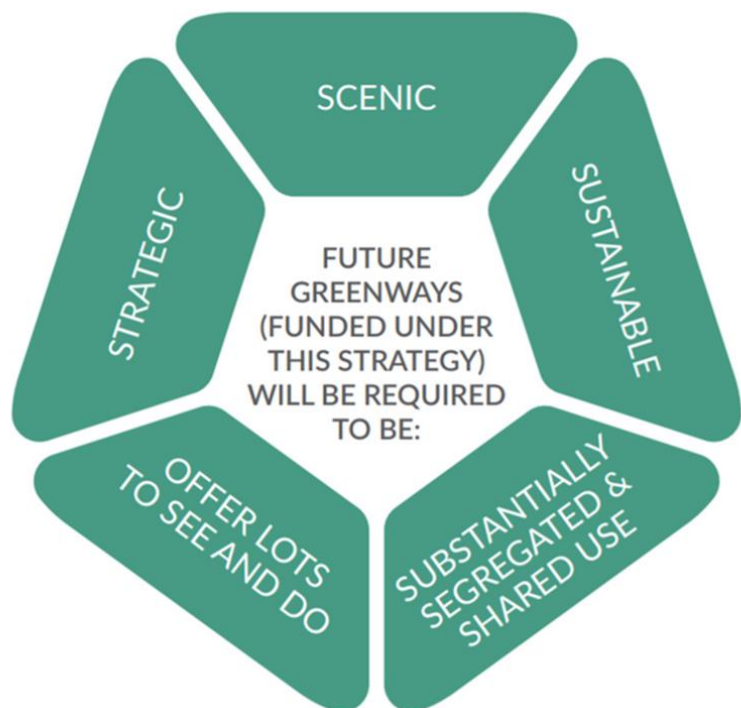 SCENIC
SUSTAINABLE
SUBSTANTIALLY
SEGREGATED &
SHARED USE
OFFER LOTS
TO SEE AND DO
STRATEGIC
FUTURE
GREENWAYS
(FUNDED UNDER
THIS STRATEGY)
WILL BE REQUIRED
TO BE: